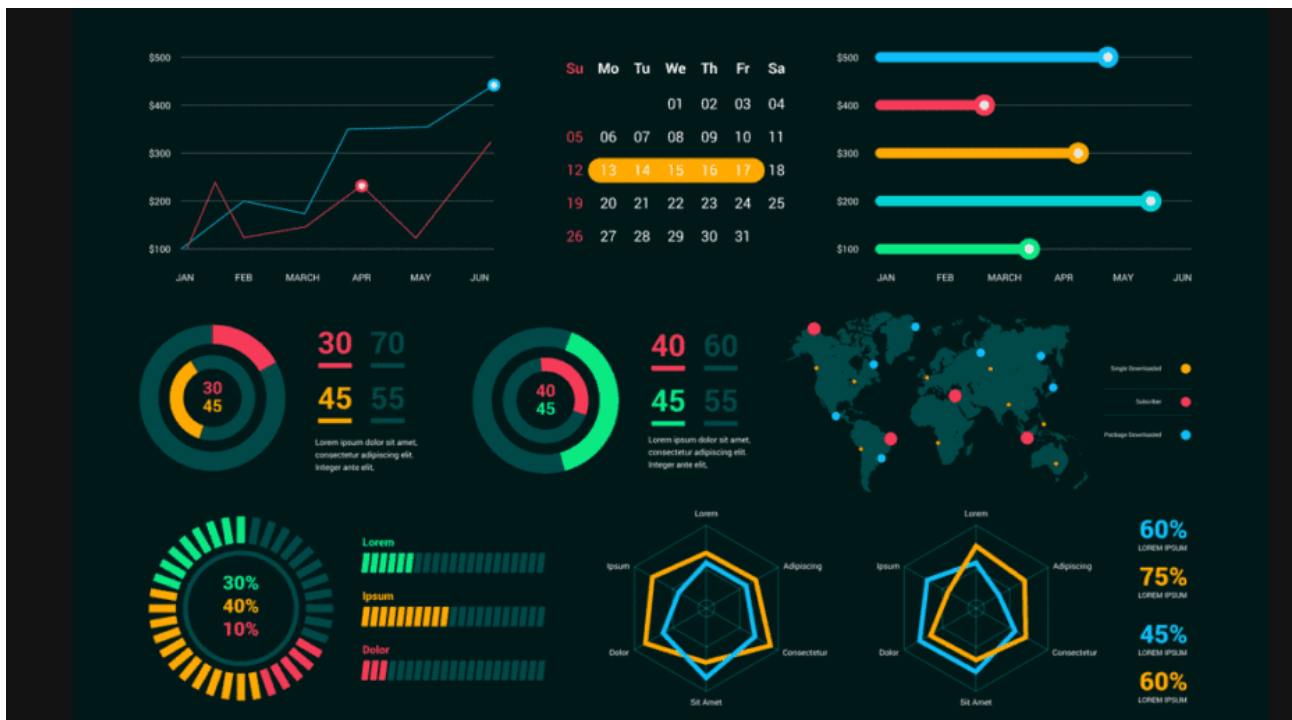 $500
$400
$300
$200
$100
JAN FEB MARCH APR MAY JUN
Su Mo Tu We Th Fr Sa
01 02 03 04
05 06 07 08 09 10 11
12 13 14 15 16 17 18
19 20 21 22 23 24 25
26 27 28 29 30 31
$500
$400
$300
$200
$100
JAN FEB MARCH APR MAY JUN
30
45
30 70
45 55
Lorem ipsum dolor sit amet,
consectetur adipiscing elit.
Integer ante elit,
40
45
40 60
45 55
Lorem ipsum dolor sit amet,
consectetur adipiscing elit.
Integer ante elit,
Single Downloaded
Subscriber
Package Downloaded
30%
40%
10%
Lorem
Ipsum
Dolor
Lorem
Ipsum
Adipiscing
Dolor
Consectetur
Sit Amet
Lorem
Ipsum
Adipiscing
Dolor
Consectetur
Sit Amet
60%
LOREM IPSUM
75%
LOREM IPSUM
45%
LOREM IPSUM
60%
LOREM IPSUM